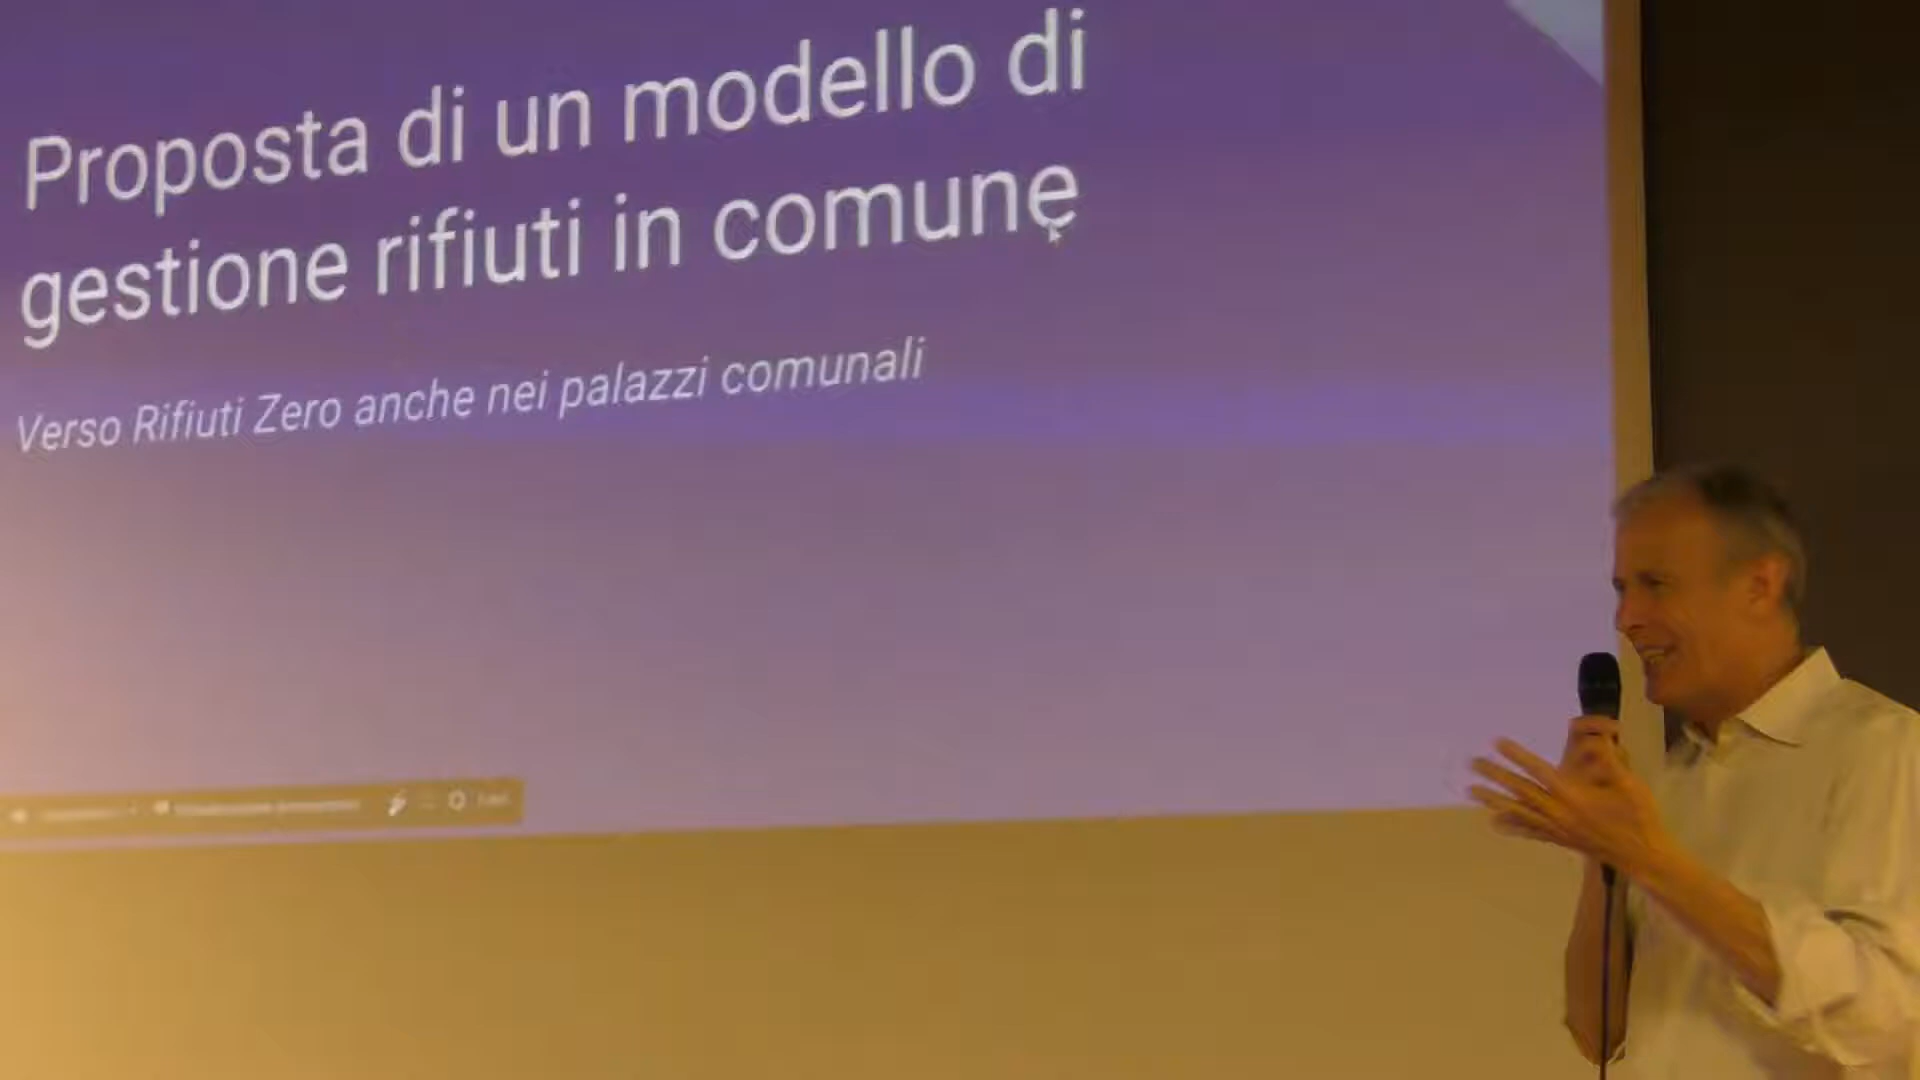 Proposta di un modello di
gestione rifiuti in comune
Verso Rifiuti Zero anche nei palazzi comunali